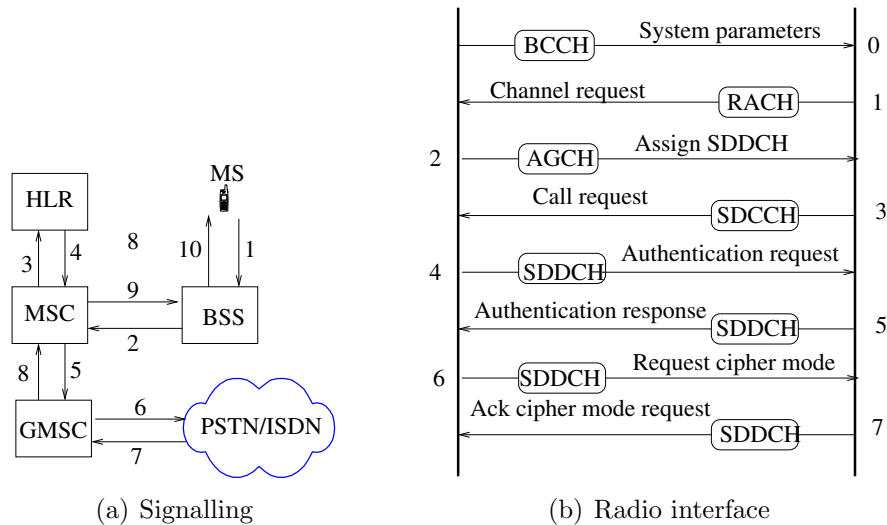 MS
HLR
8
10
1
3
4
9
MSC
BSS
2
8
5
6
GMSC
PSTN/ISDN
7
(a) Signalling
System parameters
BCCH
0
Channel request
RACH
1
2
AGCH
Assign SDDCH
Call request
SDCCH
3
4
SDDCH
Authentication request
Authentication response
SDDCH
5
6
SDDCH
Request cipher mode
Ack cipher mode request
SDDCH
7
(b) Radio interface